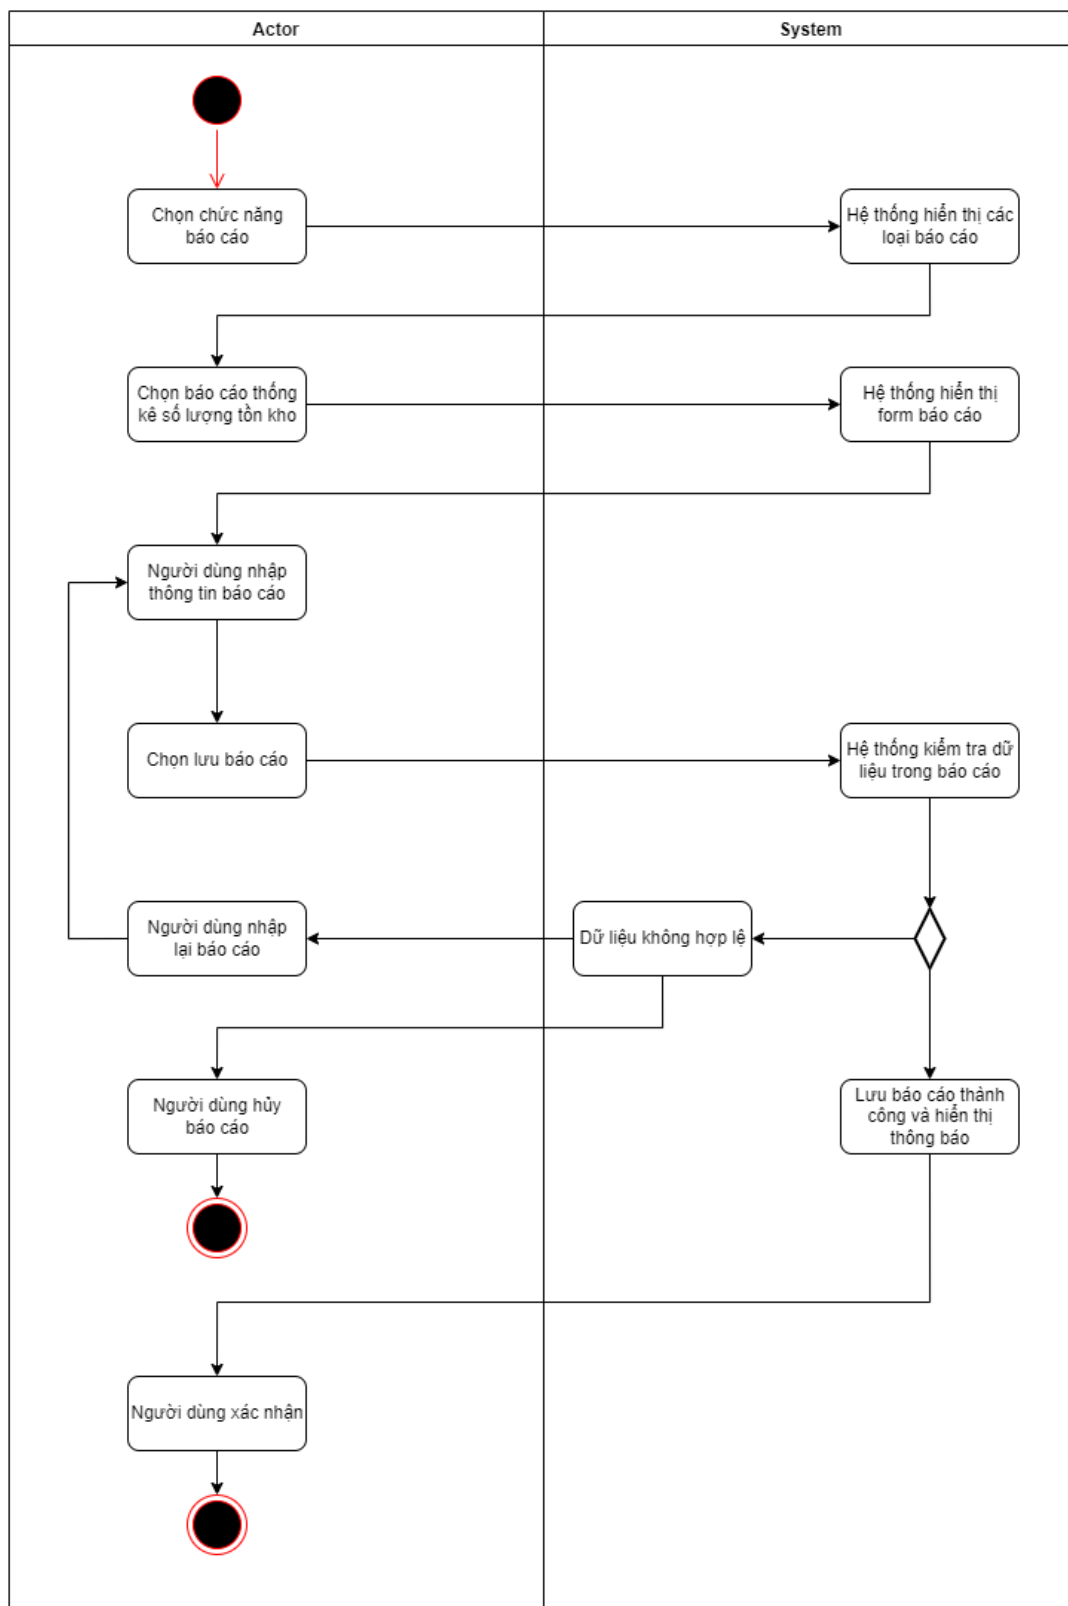 Actor
System
Chọn chức năng
báo cáo
Hệ thống hiển thị các
loại báo cáo
Chọn báo cáo thống
kê số lượng tồn kho
Hệ thống hiển thị
form báo cáo
Người dùng nhập
thông tin báo cáo
Chọn lưu báo cáo
Hệ thống kiểm tra dữ
liệu trong báo cáo
Người dùng nhập
lại báo cáo
Dữ liệu không hợp lệ
Người dùng hủy
báo cáo
Lưu báo cáo thành
công và hiển thị
thông báo
Người dùng xác nhận